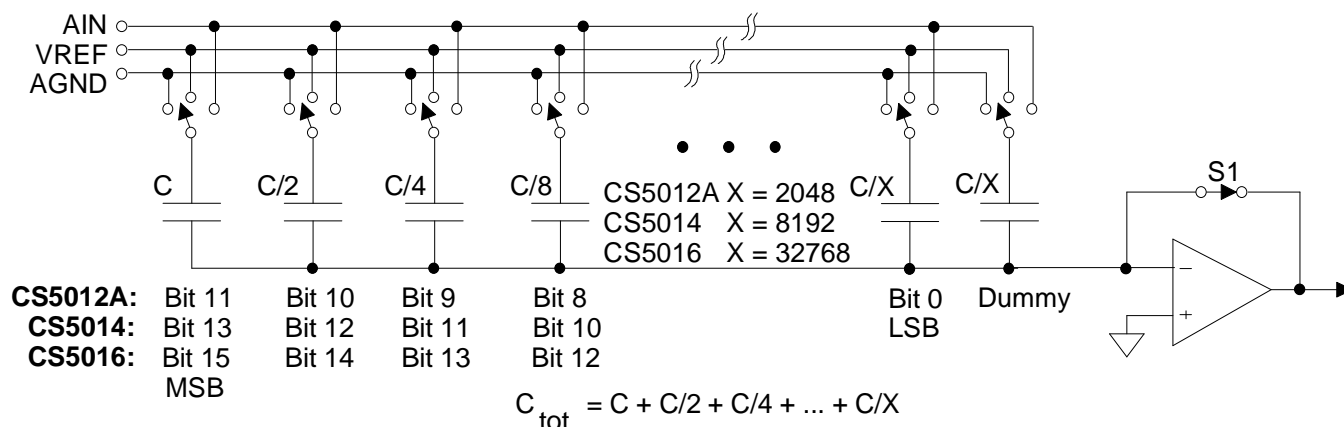 AIN
VREF
AGND
C
C/2
C/4
C/8
C/X
C/X
S1
CS5012A X = 2048
CS5014 X = 8192
CS5016 X = 32768
−
+
CS5012A: Bit 11 Bit 10 Bit 9 Bit 8 Bit 0 Dummy
CS5014: Bit 13 Bit 12 Bit 11 Bit 10 LSB
CS5016: Bit 15 Bit 14 Bit 13 Bit 12
MSB
C tot = C + C/2 + C/4 + ... + C/X